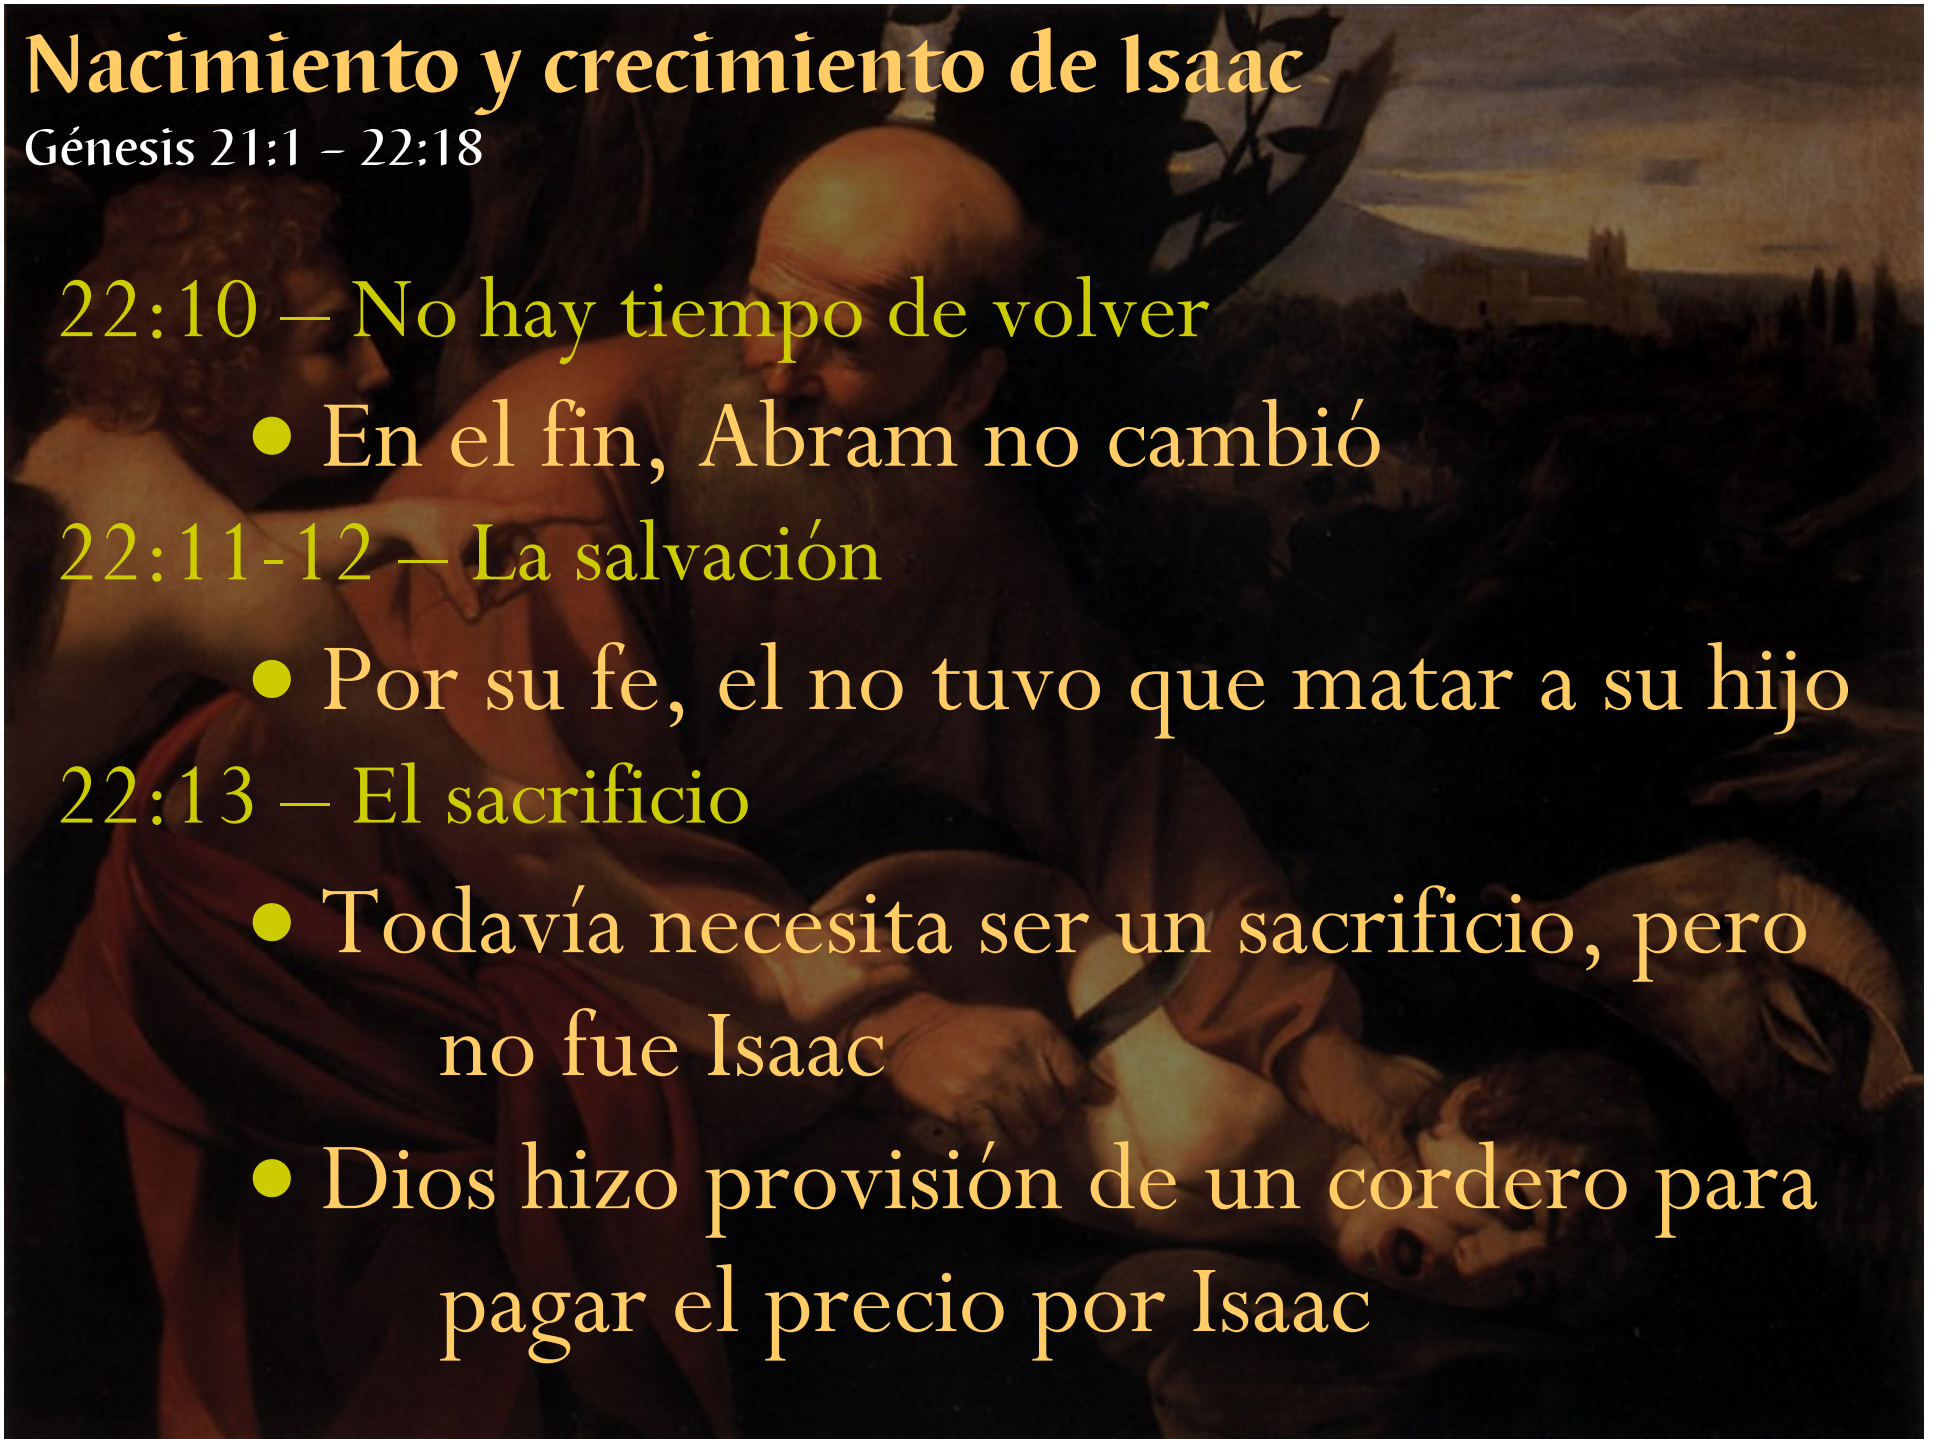 Nacimiento y crecimiento de Isaac
Génesis 21:1 – 22:18
22:10 – No hay tiempo de volver
• En el fin, Abram no cambió
22:11-12 – La salvación
• Por su fe, el no tuvo que matar a su hijo
22:13 – El sacrificio
• Todavía necesita ser un sacrificio, pero
no fue Isaac
• Dios hizo provisión de un cordero para
pagar el precio por Isaac